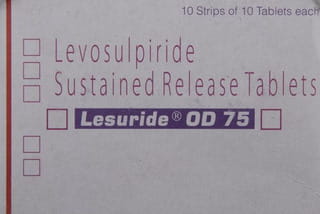 10 Strips of 10 Tablets each
Levosulpiride
Sustained Release Tablets
Lesuride® OD 75